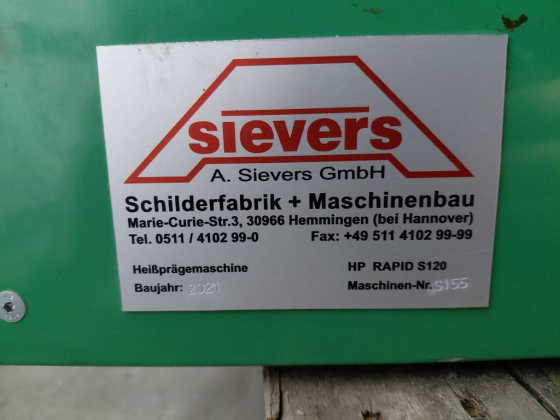 sievers
A. Sievers GmbH
Schilderfabrik + Maschinenbau
Marie-Curie-Str.3, 30966 Hemmingen (bei Hannover)
Tel. 0511 / 4102 99-0 Fax: +49 511 4102 99-99
Heißprägemaschine HP RAPID S120
Baujahr: 2021 Maschinen-Nr. S155